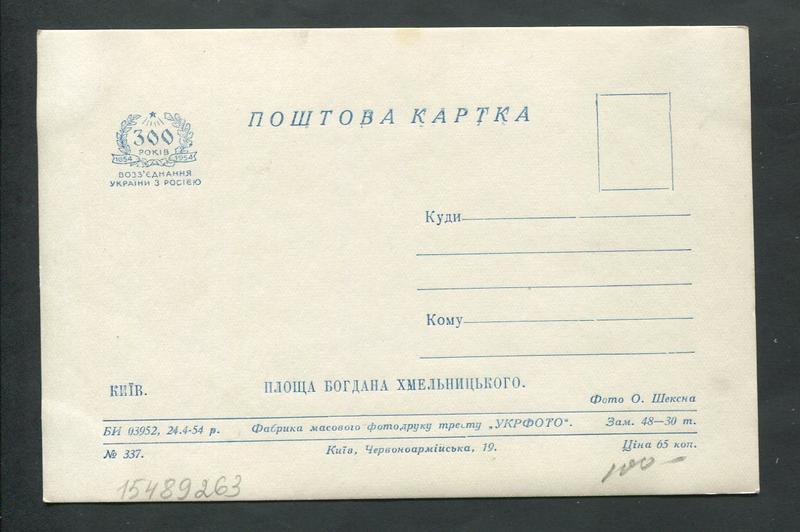 ПОШТОВА КАРТКА
300
РОКІВ
1654 1954
ВОЗЗ'ЄДНАННЯ
УКРАЇНИ З РОСІЄЮ
Куди
Кому
КИЇВ. ПЛОЩА БОГДАНА ХМЕЛЬНИЦЬКОГО.
Фото О. Шексна
БИ 03952, 24.4-54 р. Фабрика масового фотодруку тресту „УКРФОТО". Зам. 48—30 т.
№ 337. Київ, Червоноармійська, 19. Ціна 65 коп.
15489263
100-